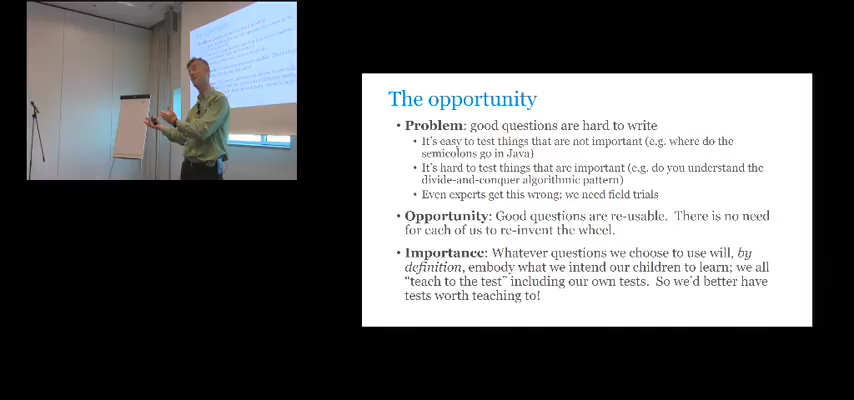 The opportunity
• Problem: good questions are hard to write
• It's easy to test things that are not important (e.g. where do the
semicolons go in Java)
• It's hard to test things that are important (e.g. do you understand the
divide-and-conquer algorithmic pattern)
• Even experts get this wrong; we need field trials
• Opportunity: Good questions are re-usable. There is no need
for each of us to re-invent the wheel.
• Importance: Whatever questions we choose to use will, by
definition, embody what we intend our children to learn; we all
"teach to the test" including our own tests. So we'd better have
tests worth teaching to!